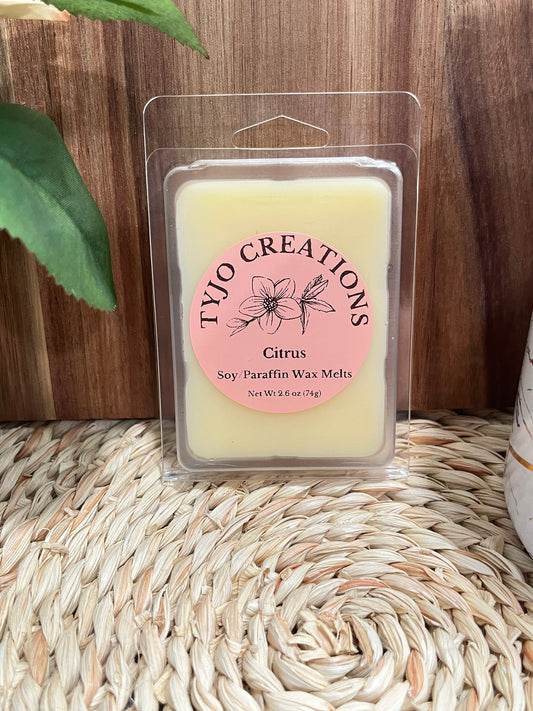 TYJO CREATIONS
Citrus
Soy/Paraffin Wax Melts
Net Wt 2.6 oz (74g)